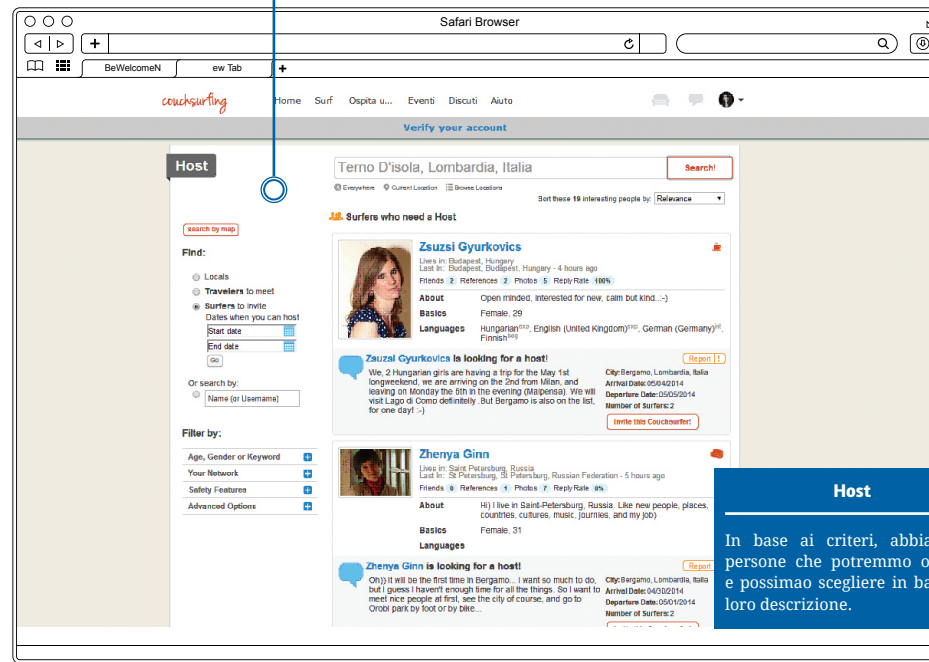 Safari Browser
BeWelcomeN
ew Tab
couchsurfing
Home Surf Ospita u... Eventi Discuti Aiuto
Verify your account
Host
Terno D'isola, Lombardia, Italia
Search!
Everywhere Current Location Browse Locations
Sort these 19 interesting people by: Relevance
Surfers who need a Host
search by map
Find:
Locals
Travelers to meet
Surfers to invite
Dates when you can host
Start date
End date
Go
Or search by:
Name (or Username)
Filter by:
Age, Gender or Keyword
Your Network
Safety Features
Advanced Options
Zsuzsi Gyurkovics
Lives in: Budapest, Hungary
Last In: Budapest, Budapest, Hungary - 4 hours ago
Friends 2 References 2 Photos 5 Reply Rate 100%
About Open minded, interested for new, calm but kind..:-)
Basics Female, 29
Languages Hungarian exp, English (United Kingdom) exp, German (Germany) int,
Finnish beg
Zsuzsi Gyurkovics is looking for a host!
Report !
We, 2 Hungarian girls are having a trip for the May 1st
longweekend, we are arriving on the 2nd from Milan, and
leaving on Monday the 5th in the evening (Malpensa). We will
visit Lago di Como definitelly .But Bergamo is also on the list,
for one day! :-)
City: Bergamo, Lombardia, Italia
Arrival Date: 05/04/2014
Departure Date: 05/05/2014
Number of Surfers: 2
Invite this Couchsurfer!
Zhenya Ginn
Lives in: Saint Petersburg, Russia
Last In: St Petersburg, St Petersburg, Russian Federation - 5 hours ago
Friends 0 References 1 Photos 7 Reply Rate 0%
About Hi) I live in Saint-Petersburg, Russia. Like new people, places,
countries, cultures, music, journies, and my job)
Basics Female, 31
Languages
Zhenya Ginn is looking for a host!
Report
Oh)) it will be the first time in Bergamo... I want so much to do,
but I guess I haven't enough time for all the things. So I want to
meet nice people at first, see the city of course, and go to
Orobi park by foot or by bike...
City: Bergamo, Lombardia, Italia
Arrival Date: 04/30/2014
Departure Date: 05/01/2014
Number of Surfers: 2
Host
In base ai criteri, abbia
persone che potremmo o
e possimao scegliere in ba
loro descrizione.